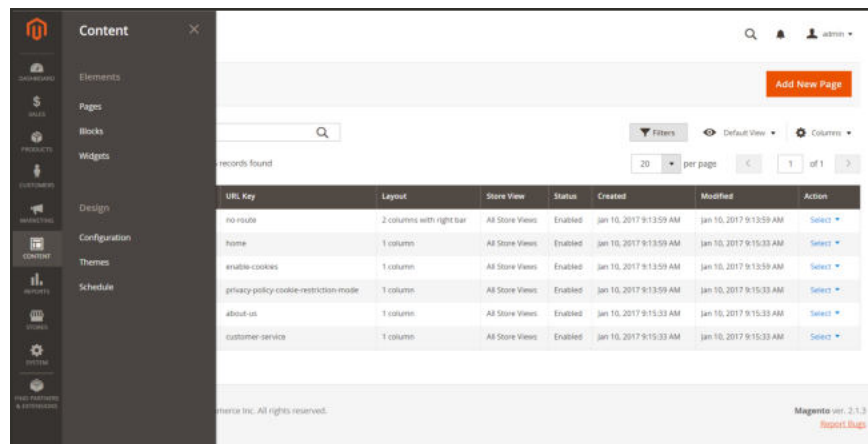 Content
admin
DASHBOARD
Elements
Add New Page
SALES
Pages
PRODUCTS
Blocks
Filters
Default View
Columns
Widgets
records found
20
per page
1
of 1
CUSTOMERS
URL Key
Layout
Store View
Status
Created
Modified
Action
MARKETING
Design
no-route
2 columns with right bar
All Store Views
Enabled
Jan 10, 2017 9:13:59 AM
Jan 10, 2017 9:13:59 AM
Select
CONTENT
Configuration
home
1 column
All Store Views
Enabled
Jan 10, 2017 9:13:59 AM
Jan 10, 2017 9:15:33 AM
Select
Themes
enable-cookies
1 column
All Store Views
Enabled
Jan 10, 2017 9:13:59 AM
Jan 10, 2017 9:13:59 AM
Select
REPORTS
Schedule
privacy-policy-cookie-restriction-mode
1 column
All Store Views
Enabled
Jan 10, 2017 9:13:59 AM
Jan 10, 2017 9:15:33 AM
Select
STORES
about-us
1 column
All Store Views
Enabled
Jan 10, 2017 9:15:33 AM
Jan 10, 2017 9:15:33 AM
Select
SYSTEM
customer-service
1 column
All Store Views
Enabled
Jan 10, 2017 9:15:33 AM
Jan 10, 2017 9:15:33 AM
Select
FIND PARTNERS
& EXTENSIONS
merce Inc. All rights reserved.
Magento ver. 2.1.3
Report Bugs